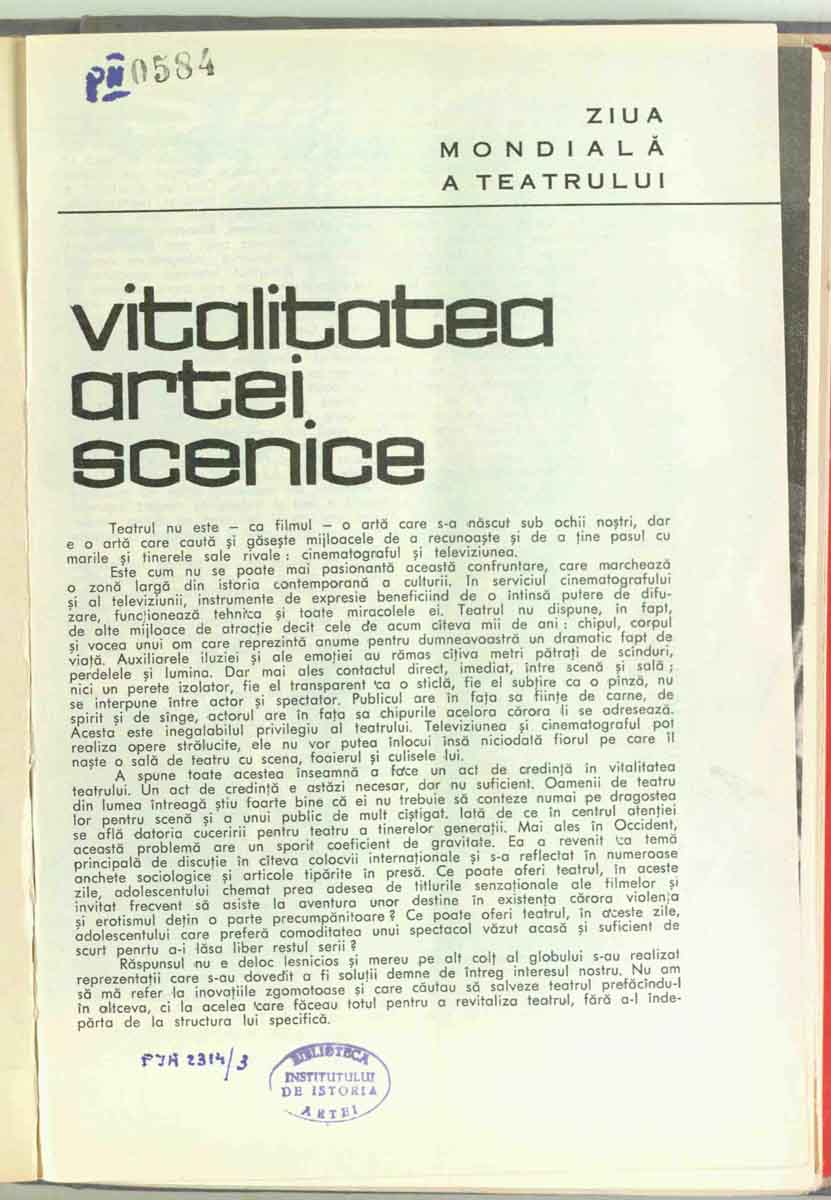 PII 0584
ZIUA
MONDIALĂ
A TEATRULUI
vitalitatea
artei
scenice
Teatrul nu este – ca filmul – o artă care s-a născut sub ochii noștri, dar
e o artă care caută și găsește mijloacele de a recunoaște și de a ține pasul cu
marile și tinerele sale rivale : cinematograful și televiziunea.
Este cum nu se poate mai pasionantă această confruntare, care marchează
o zonă largă din istoria contemporană a culturii. În serviciul cinematografului
și al televiziunii, instrumente de expresie beneficiind de o întinsă putere de difu-
zare, funcționează tehnica și toate miracolele ei. Teatrul nu dispune, în fapt,
de alte mijloace de atracție decît cele de acum cîteva mii de ani : chipul, corpul
și vocea unui om care reprezintă anume pentru dumneavoastră un dramatic fapt de
viață. Auxiliarele iluziei și ale emoției au rămas cîțiva metri pătrați de scînduri,
perdelele și lumina. Dar mai ales contactul direct, imediat, între scenă și sală ;
nici un perete izolator, fie el transparent ca o sticlă, fie el subțire ca o pînză, nu
se interpune între actor și spectator. Publicul are în fața sa ființe de carne, de
spirit și de sînge, actorul are în fața sa chipurile acelora cărora li se adresează.
Acesta este inegalabilul privilegiu al teatrului. Televiziunea și cinematograful pot
realiza opere strălucite, ele nu vor putea înlocui însă niciodată fiorul pe care îl
naște o sală de teatru cu scena, foaierul și culisele lui.
A spune toate acestea înseamnă a face un act de credință în vitalitatea
teatrului. Un act de credință e astăzi necesar, dar nu suficient. Oamenii de teatru
din lumea întreagă știu foarte bine că ei nu trebuie să conteze numai pe dragostea
lor pentru scenă și a unui public de mult cîștigat. Iată de ce în centrul atenției
se află datoria cuceririi pentru teatru a tinerelor generații. Mai ales în Occident,
această problemă are un sporit coeficient de gravitate. Ea a revenit ca temă
principală de discuție în cîteva colocvii internaționale și s-a reflectat în numeroase
anchete sociologice și articole tipărite în presă. Ce poate oferi teatrul, în aceste
zile, adolescentului chemat prea adesea de titlurile senzaționale ale filmelor și
invitat frecvent să asiste la aventura unor destine în existența cărora violența
și erotismul dețin o parte precumpănitoare ? Ce poate oferi teatrul, în aceste zile,
adolescentului care preferă comoditatea unui spectacol văzut acasă și suficient de
scurt penrtu a-i lăsa liber restul serii ?
Răspunsul nu e deloc lesnicios și mereu pe alt colț al globului s-au realizat
reprezentații care s-au dovedit a fi soluții demne de întreg interesul nostru. Nu am
să mă refer la inovațiile zgomotoase și care căutau să salveze teatrul prefăcîndu-l
în altceva, ci la acelea care făceau totul pentru a revitaliza teatrul, fără a-l înde-
părta de la structura lui specifică.
PIA 2314/3
BIBLIOTECA
INSTITUTULUI
DE ISTORIA
ARTEI